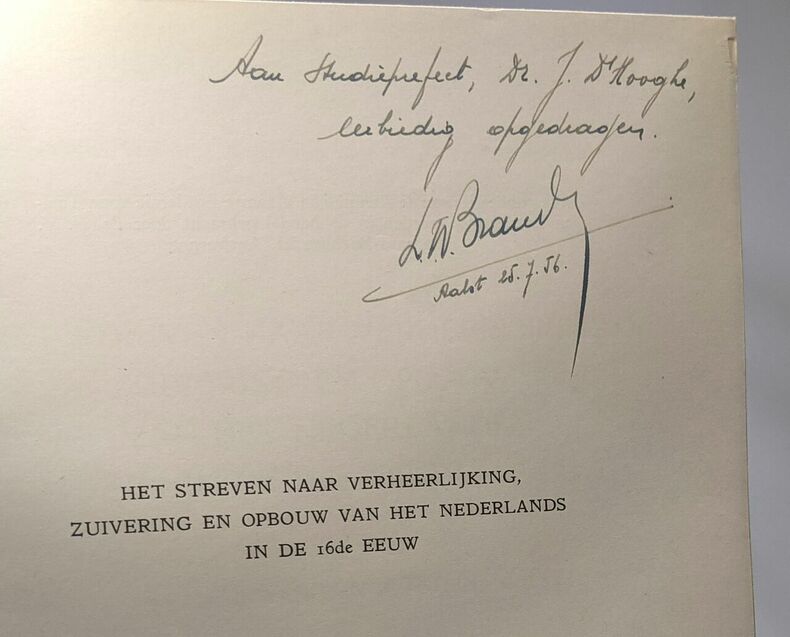 Aan Studieprefect, Dr. J. D'Hooghe,
eerbiedig opgedragen.
L.V.d.Brand
Aalst 25.7.56.
HET STREVEN NAAR VERHEERLIJKING,
ZUIVERING EN OPBOUW VAN HET NEDERLANDS
IN DE 16de EEUW